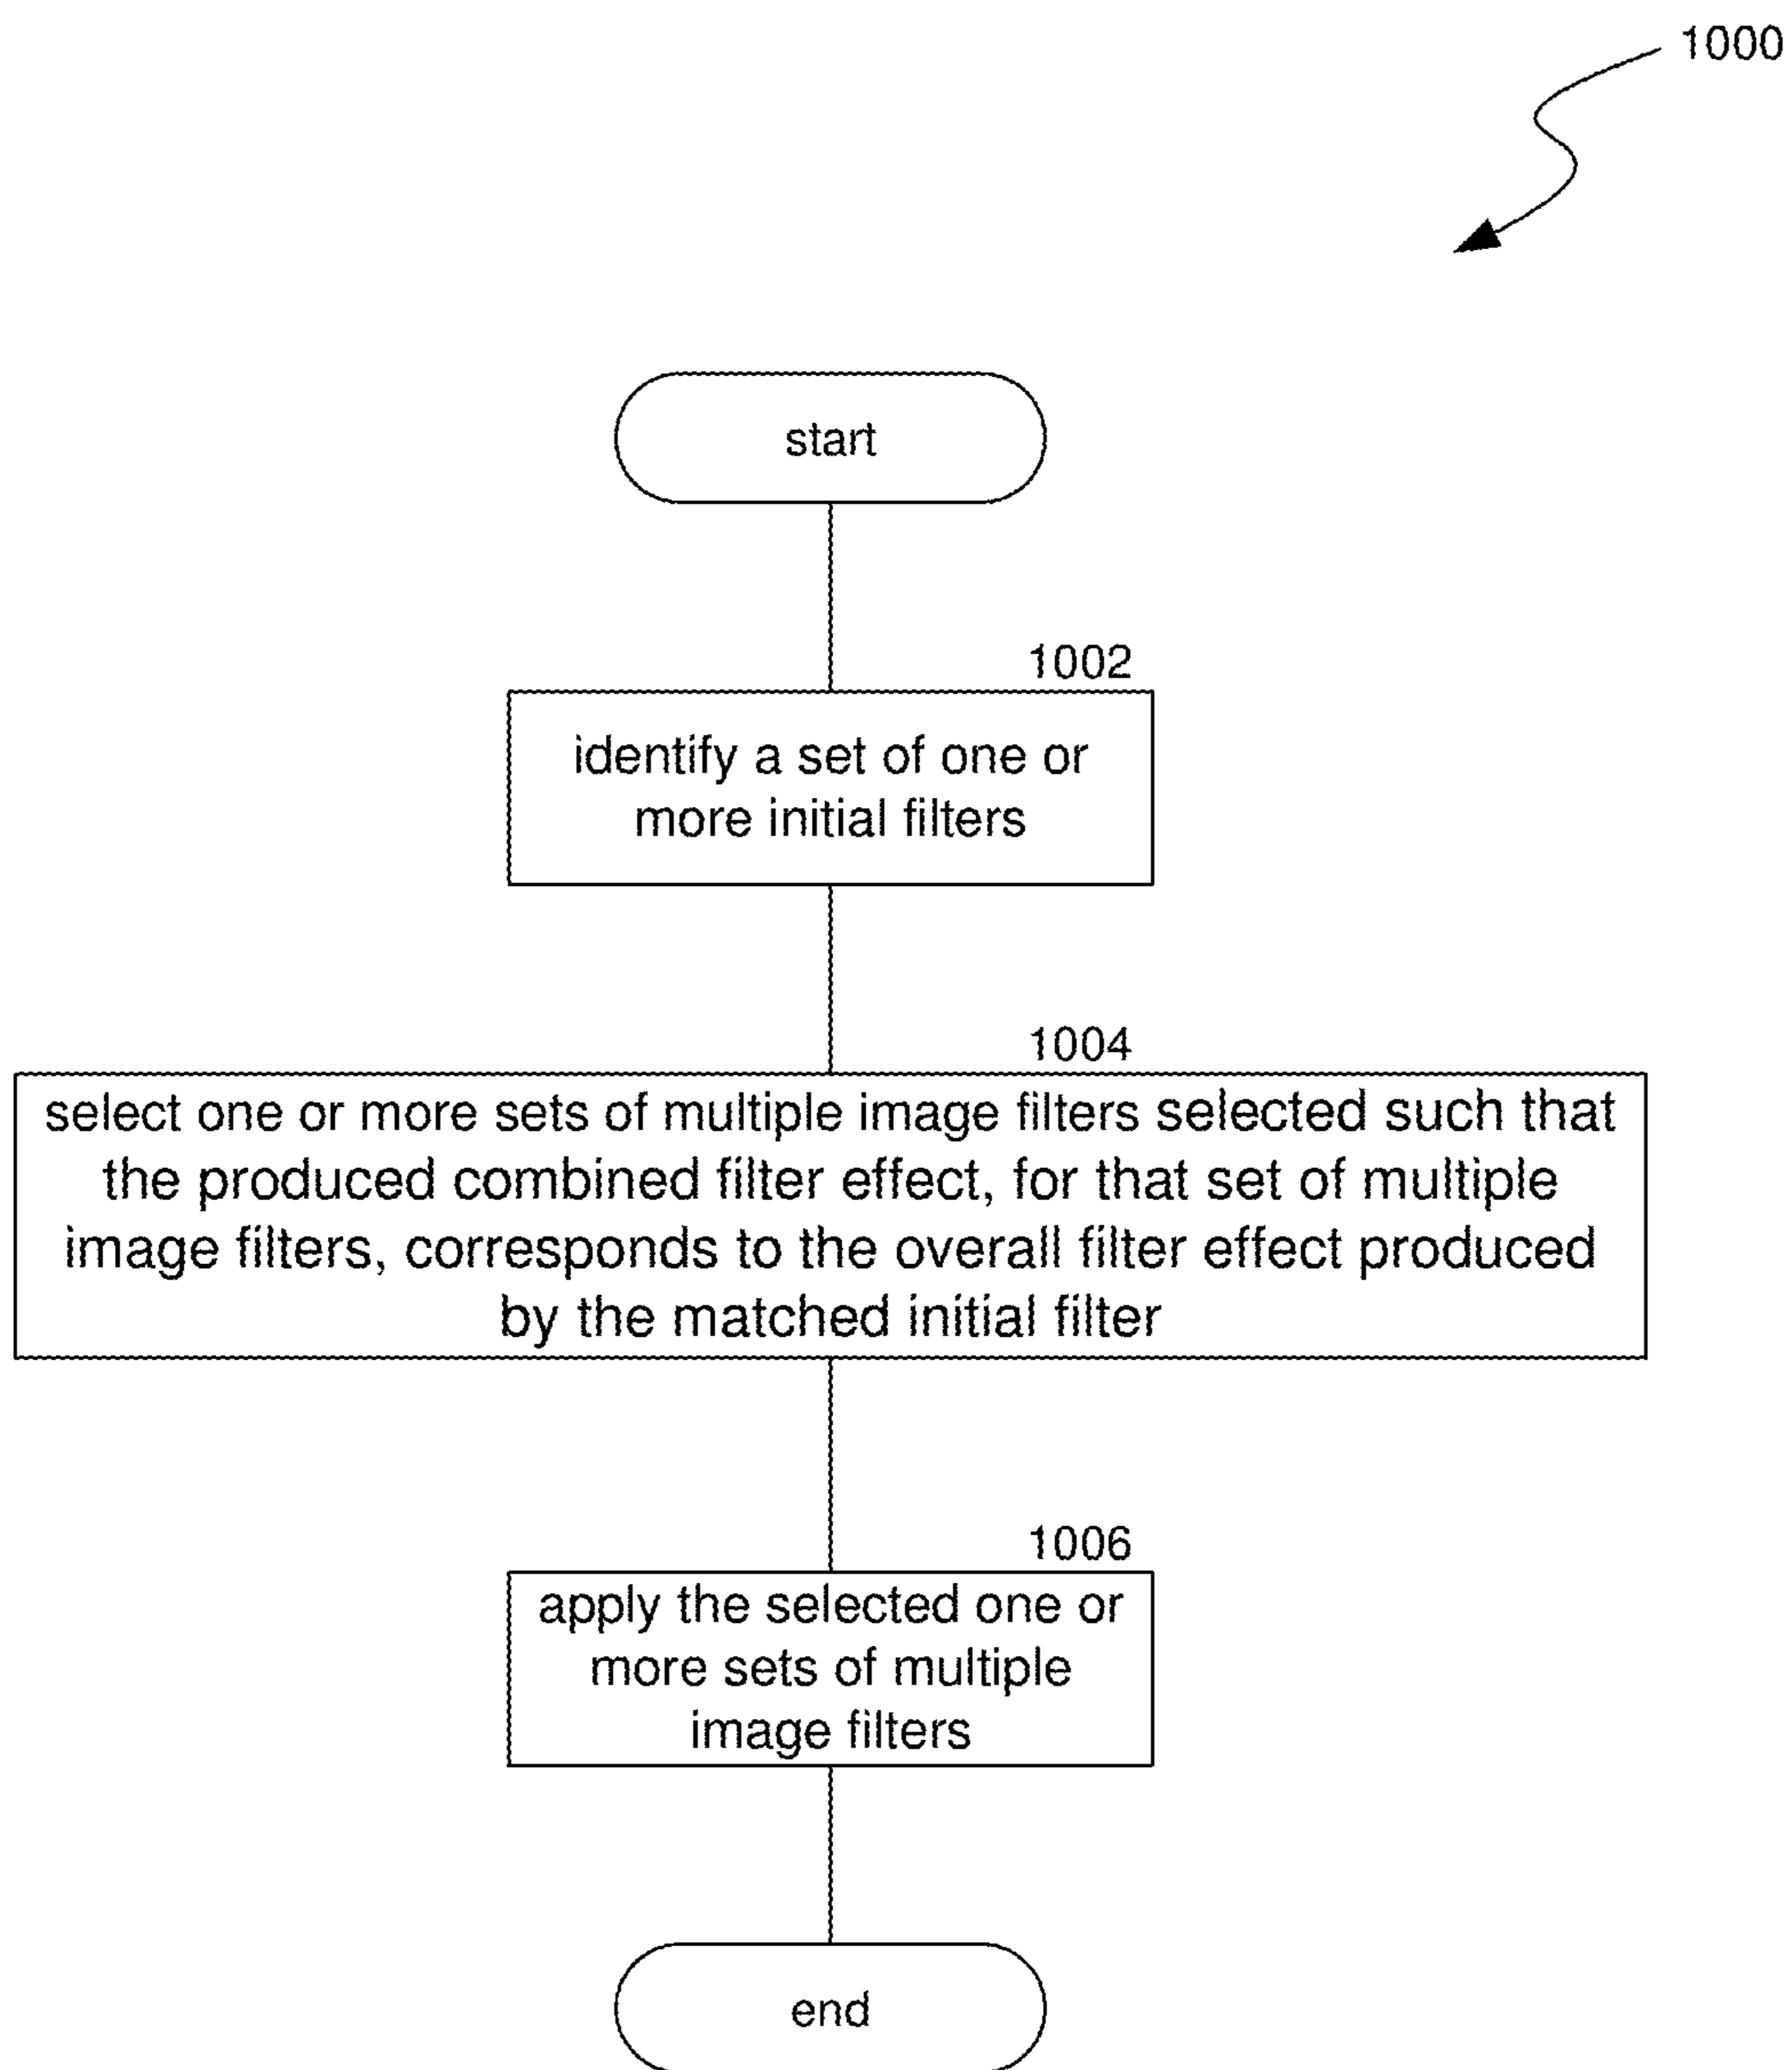 1000
start
1002
identify a set of one or
more initial filters
1004
select one or more sets of multiple image filters selected such that
the produced combined filter effect, for that set of multiple
image filters, corresponds to the overall filter effect produced
by the matched initial filter
1006
apply the selected one or
more sets of multiple
image filters
end